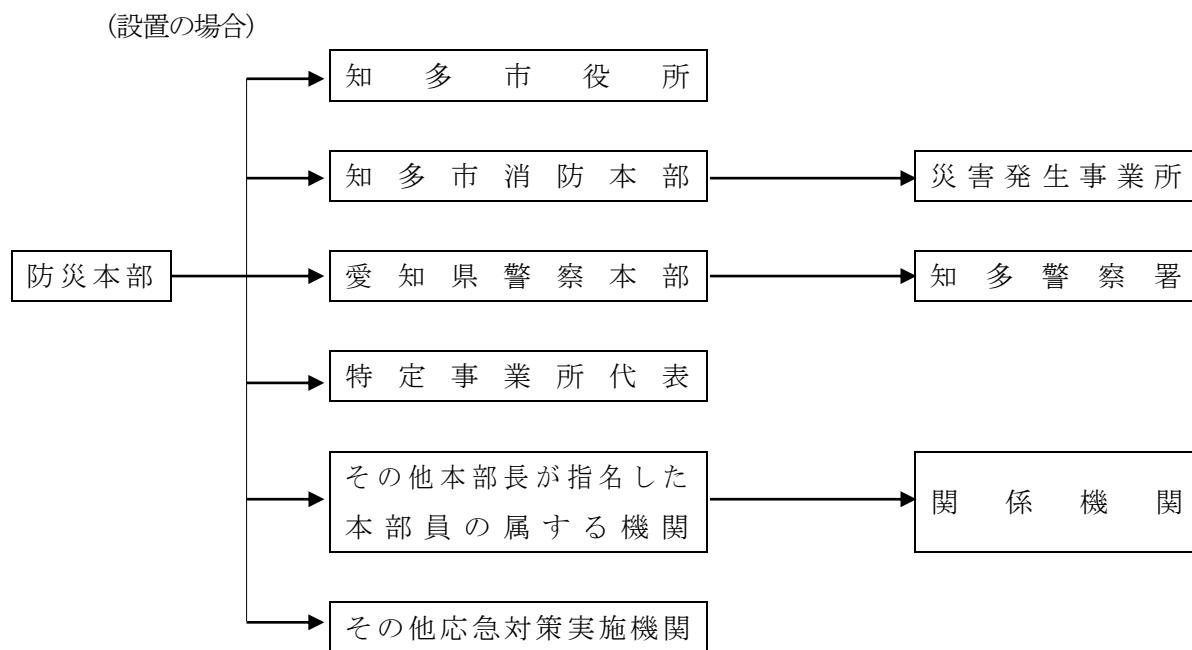 (設置の場合)
知多市役所
知多市消防本部
災害発生事業所
防災本部
愛知県警察本部
知多警察署
特定事業所代表
その他本部長が指名した
本部員の属する機関
関係機関
その他応急対策実施機関